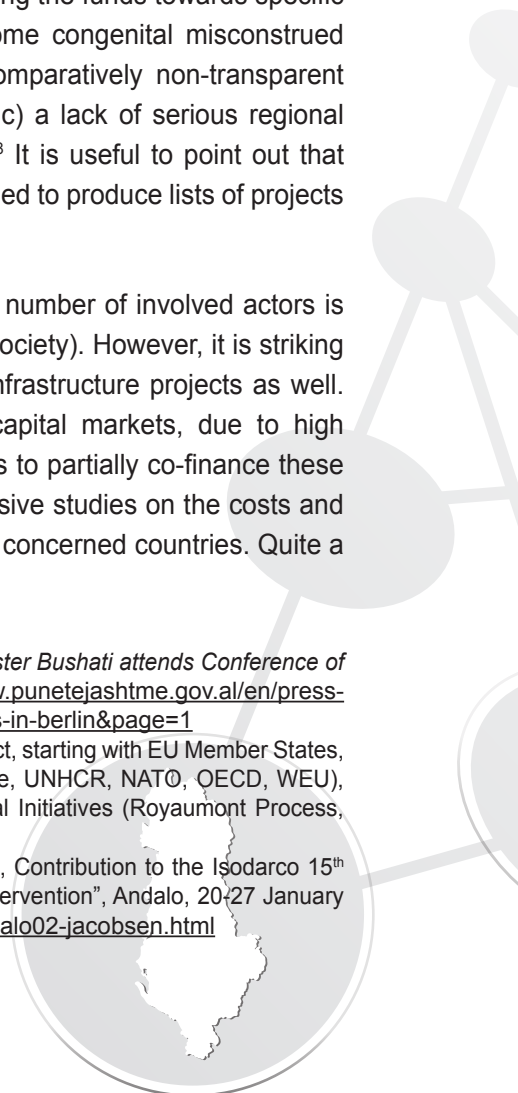 ing the funds towards specific
ome congenital misconstrued
omparatively non-transparent
c) a lack of serious regional
³ It is useful to point out that
ed to produce lists of projects
number of involved actors is
ociety). However, it is striking
nfrastructure projects as well.
capital markets, due to high
s to partially co-finance these
sive studies on the costs and
concerned countries. Quite a
ster Bushati attends Conference of
.punetejashtme.gov.al/en/press-
s-in-berlin&page=1
ct, starting with EU Member States,
e, UNHCR, NATO, OECD, WEU),
al Initiatives (Royaumont Process,
, Contribution to the Isodarco 15th
ervention”, Andalo, 20-27 January
alo02-jacobsen.html